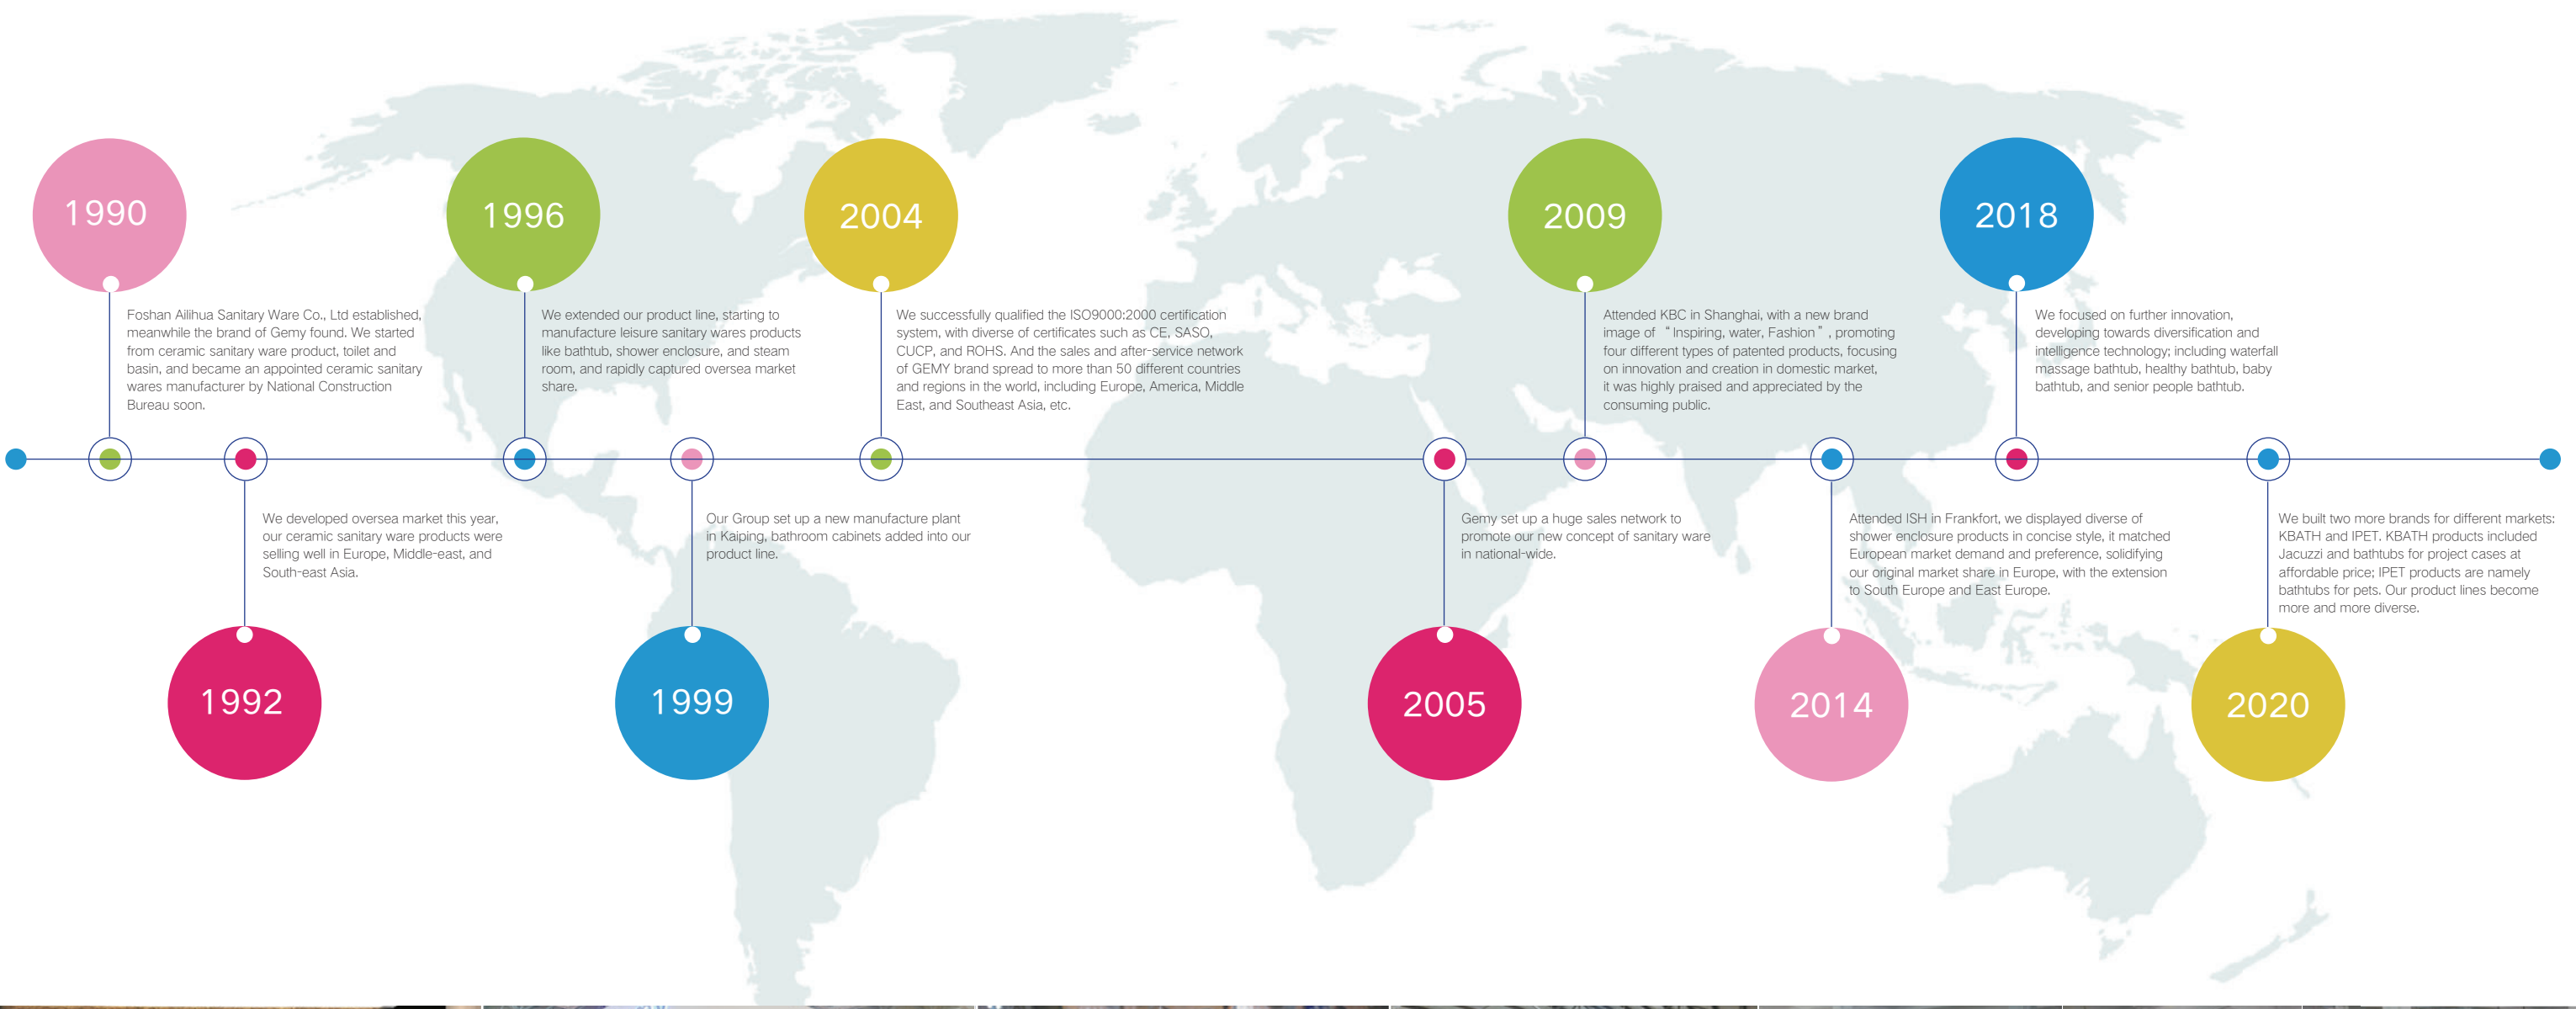 1990
Foshan Ailihua Sanitary Ware Co., Ltd established,
meanwhile the brand of Gemy found. We started
from ceramic sanitary ware product, toilet and
basin, and became an appointed ceramic sanitary
wares manufacturer by National Construction
Bureau soon.
1992
We developed oversea market this year,
our ceramic sanitary ware products were
selling well in Europe, Middle-east, and
South-east Asia.
1996
We extended our product line, starting to
manufacture leisure sanitary wares products
like bathtub, shower enclosure, and steam
room, and rapidly captured oversea market
share.
1999
Our Group set up a new manufacture plant
in Kaiping, bathroom cabinets added into our
product line.
2004
We successfully qualified the ISO9000:2000 certification
system, with diverse of certificates such as CE, SASO,
CUCP, and ROHS. And the sales and after-service network
of GEMY brand spread to more than 50 different countries
and regions in the world, including Europe, America, Middle
East, and Southeast Asia, etc.
2005
Gemy set up a huge sales network to
promote our new concept of sanitary ware
in national-wide.
2009
Attended KBC in Shanghai, with a new brand
image of “Inspiring, water, Fashion”, promoting
four different types of patented products, focusing
on innovation and creation in domestic market,
it was highly praised and appreciated by the
consuming public.
2014
Attended ISH in Frankfort, we displayed diverse of
shower enclosure products in concise style, it matched
European market demand and preference, solidifying
our original market share in Europe, with the extension
to South Europe and East Europe.
2018
We focused on further innovation,
developing towards diversification and
intelligence technology; including waterfall
massage bathtub, healthy bathtub, baby
bathtub, and senior people bathtub.
2020
We built two more brands for different markets:
KBATH and IPET. KBATH products included
Jacuzzi and bathtubs for project cases at
affordable price; IPET products are namely
bathtubs for pets. Our product lines become
more and more diverse.